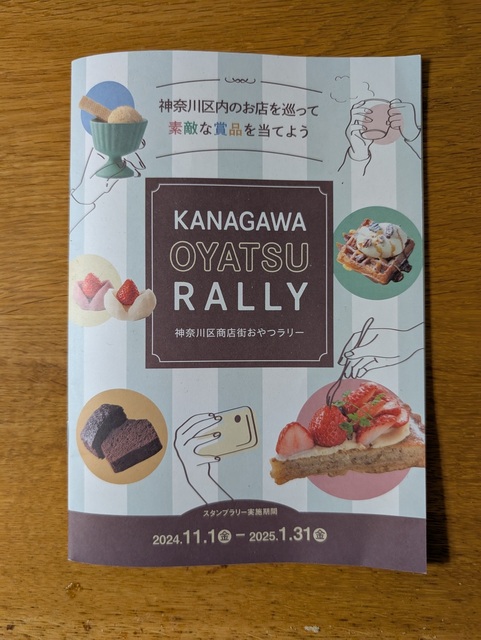 神奈川区内のお店を巡って
素敵な賞品を当てよう
KANAGAWA
OYATSU
RALLY
神奈川区商店街おやつラリー
スタンプラリー実施期間
2024.11.1㊎−2025.1.31㊎